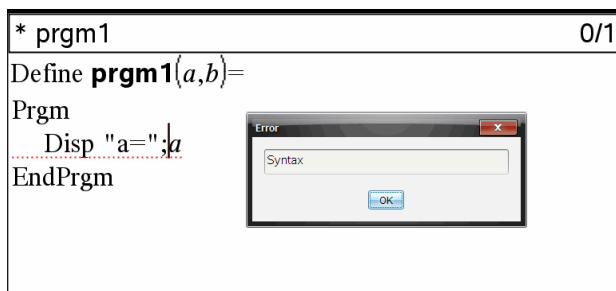 * prgm1 0/1
Define prgm1(a,b)=
Prgm
Disp "a=";a
EndPrgm
Error
Syntax
OK